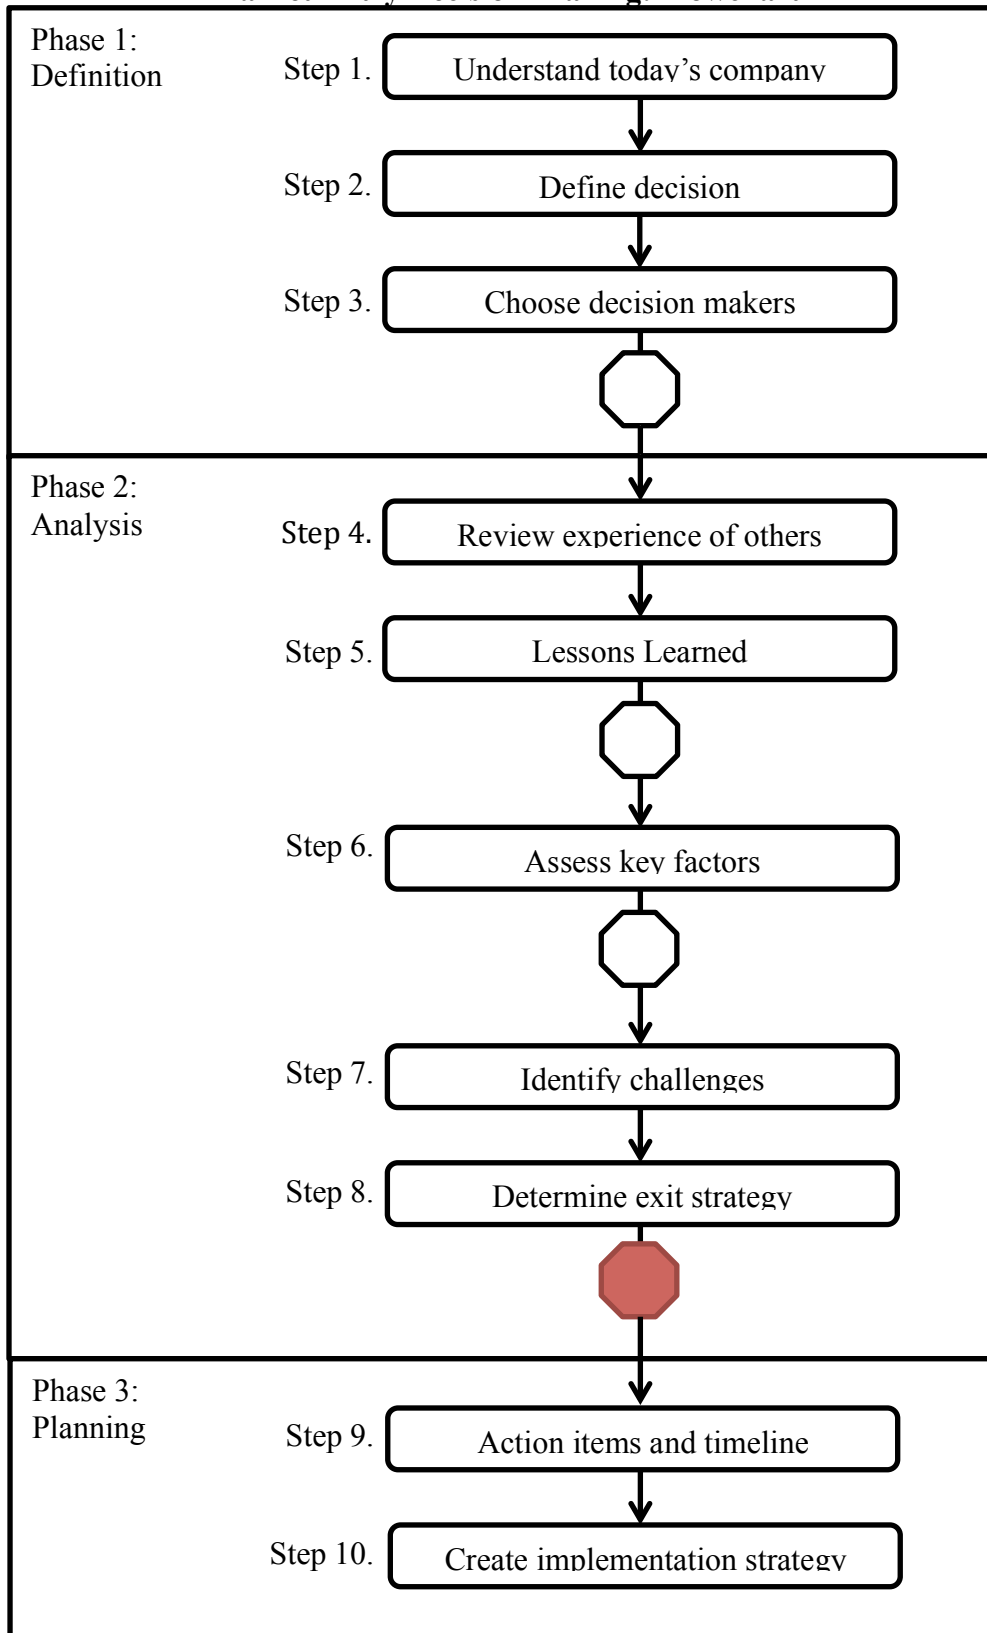 Phase 1:
Definition
Step 1.
Understand today’s company
Step 2.
Define decision
Step 3.
Choose decision makers
Phase 2:
Analysis
Step 4.
Review experience of others
Step 5.
Lessons Learned
Step 6.
Assess key factors
Step 7.
Identify challenges
Step 8.
Determine exit strategy
Phase 3:
Planning
Step 9.
Action items and timeline
Step 10.
Create implementation strategy